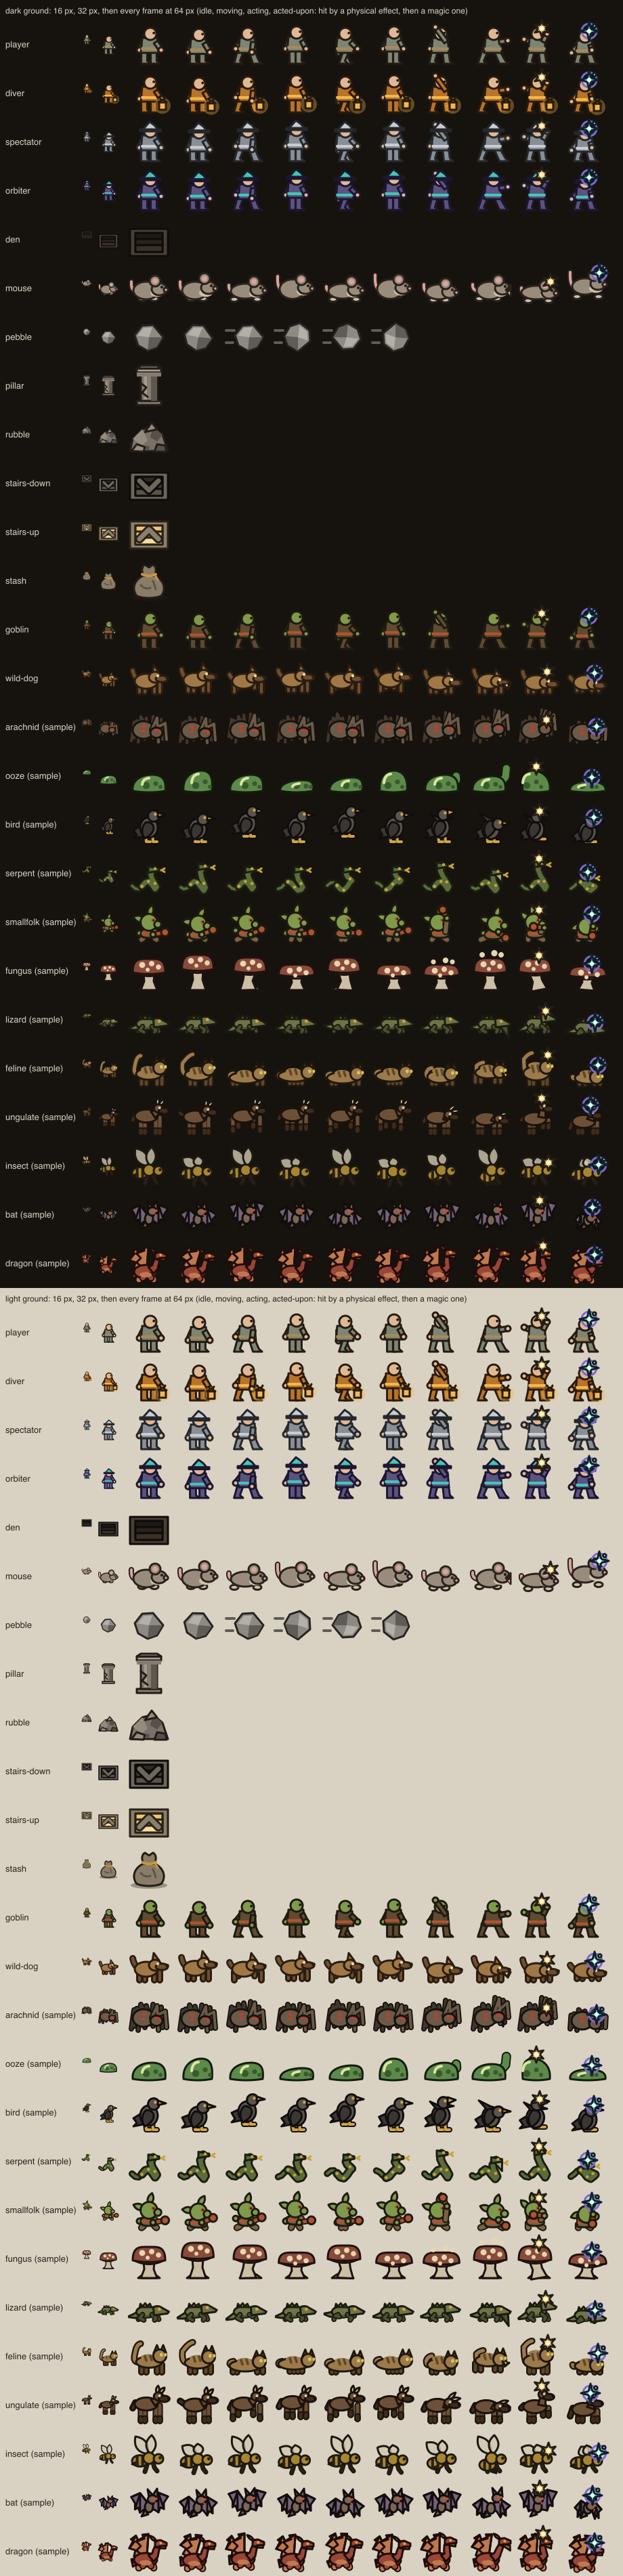 dark ground: 16 px, 32 px, then every frame at 64 px (idle, moving, acting, acted-upon: hit by a physical effect, then a magic one)
player
diver
spectator
orbiter
den
mouse
pebble
pillar
rubble
stairs-down
stairs-up
stash
goblin
wild-dog
arachnid (sample)
ooze (sample)
bird (sample)
serpent (sample)
smallfolk (sample)
fungus (sample)
lizard (sample)
feline (sample)
ungulate (sample)
insect (sample)
bat (sample)
dragon (sample)
light ground: 16 px, 32 px, then every frame at 64 px (idle, moving, acting, acted-upon: hit by a physical effect, then a magic one)
player
diver
spectator
orbiter
den
mouse
pebble
pillar
rubble
stairs-down
stairs-up
stash
goblin
wild-dog
arachnid (sample)
ooze (sample)
bird (sample)
serpent (sample)
smallfolk (sample)
fungus (sample)
lizard (sample)
feline (sample)
ungulate (sample)
insect (sample)
bat (sample)
dragon (sample)